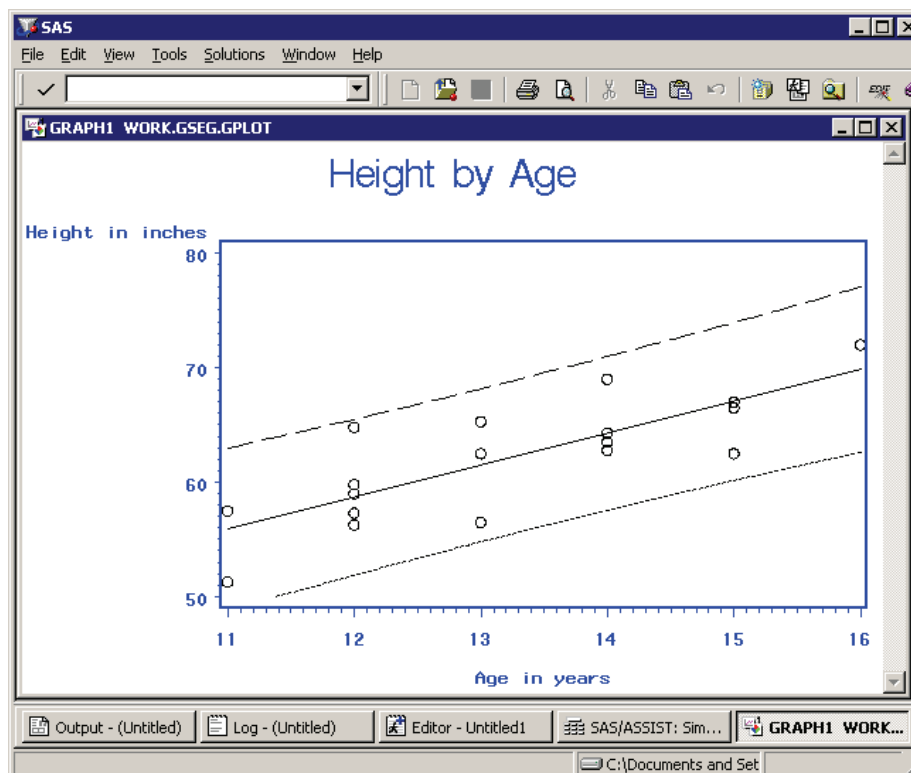 SAS
File Edit View Tools Solutions Window Help
GRAPH1 WORK.GSEG.GPLOT
Height by Age
Height in inches
80
70
60
50
11 12 13 14 15 16
Age in years
Output - (Untitled) Log - (Untitled) Editor - Untitled1 SAS/ASSIST: Sim... GRAPH1 WORK...
C:\Documents and Set